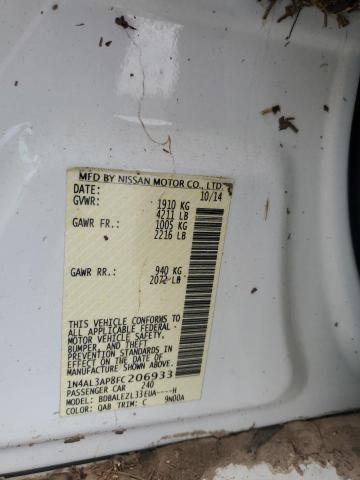 MFD BY NISSAN MOTOR CO., LTD.
DATE: 10/14
GVWR: 1910 KG
4211 LB
GAWR FR.: 1005 KG
2216 LB
GAWR RR.: 940 KG
2072 LB
THIS VEHICLE CONFORMS TO
ALL APPLICABLE FEDERAL
MOTOR VEHICLE SAFETY,
BUMPER, AND THEFT
PREVENTION STANDARDS IN
EFFECT ON THE DATE OF
MANUFACTURE SHOWN ABOVE.
1N4AL3AP8FC206933
PASSENGER CAR 240
MODEL: BDBALEZL33EUA----H
COLOR: QAB TRIM: C 9N00A